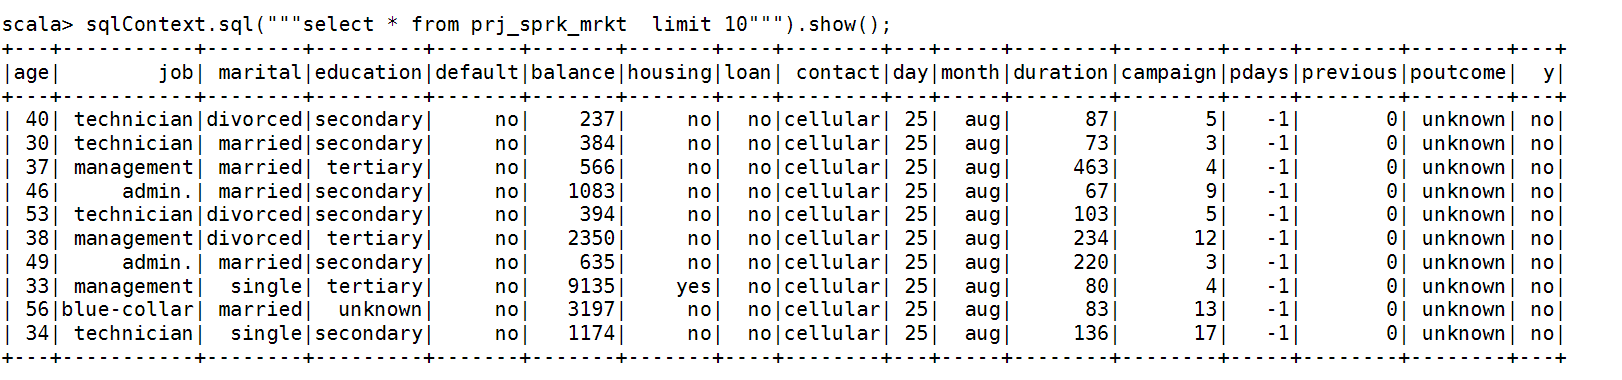 scala> sqlContext.sql("""select * from prj_sprk_mrkt  limit 10""").show();
+---+-----------+--------+---------+-------+-------+-------+----+--------+---+-----+--------+--------+-----+--------+--------+---+
|age|        job| marital|education|default|balance|housing|loan| contact|day|month|duration|campaign|pdays|previous|poutcome|  y|
+---+-----------+--------+---------+-------+-------+-------+----+--------+---+-----+--------+--------+-----+--------+--------+---+
| 40| technician|divorced|secondary|     no|    237|     no|  no|cellular| 25|  aug|      87|       5|   -1|       0| unknown| no|
| 30| technician| married|secondary|     no|    384|     no|  no|cellular| 25|  aug|      73|       3|   -1|       0| unknown| no|
| 37| management| married| tertiary|     no|    566|     no|  no|cellular| 25|  aug|     463|       4|   -1|       0| unknown| no|
| 46|     admin.| married|secondary|     no|   1083|     no|  no|cellular| 25|  aug|      67|       9|   -1|       0| unknown| no|
| 53| technician|divorced|secondary|     no|    394|     no|  no|cellular| 25|  aug|     103|       5|   -1|       0| unknown| no|
| 38| management|divorced| tertiary|     no|   2350|     no|  no|cellular| 25|  aug|     234|      12|   -1|       0| unknown| no|
| 49|     admin.| married|secondary|     no|    635|     no|  no|cellular| 25|  aug|     220|       3|   -1|       0| unknown| no|
| 33| management|  single| tertiary|     no|   9135|    yes|  no|cellular| 25|  aug|      80|       4|   -1|       0| unknown| no|
| 56|blue-collar| married|  unknown|     no|   3197|     no|  no|cellular| 25|  aug|      83|      13|   -1|       0| unknown| no|
| 34| technician|  single|secondary|     no|   1174|     no|  no|cellular| 25|  aug|     136|      17|   -1|       0| unknown| no|
+---+-----------+--------+---------+-------+-------+-------+----+--------+---+-----+--------+--------+-----+--------+--------+---+